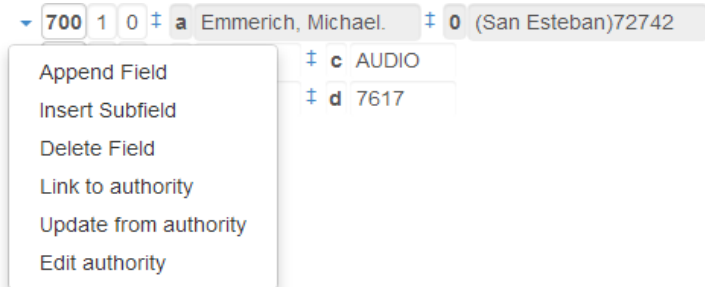 700 1 0 ‡ a Emmerich, Michael. ‡ 0 (San Esteban)72742
‡ c AUDIO
‡ d 7617
Append Field
Insert Subfield
Delete Field
Link to authority
Update from authority
Edit authority